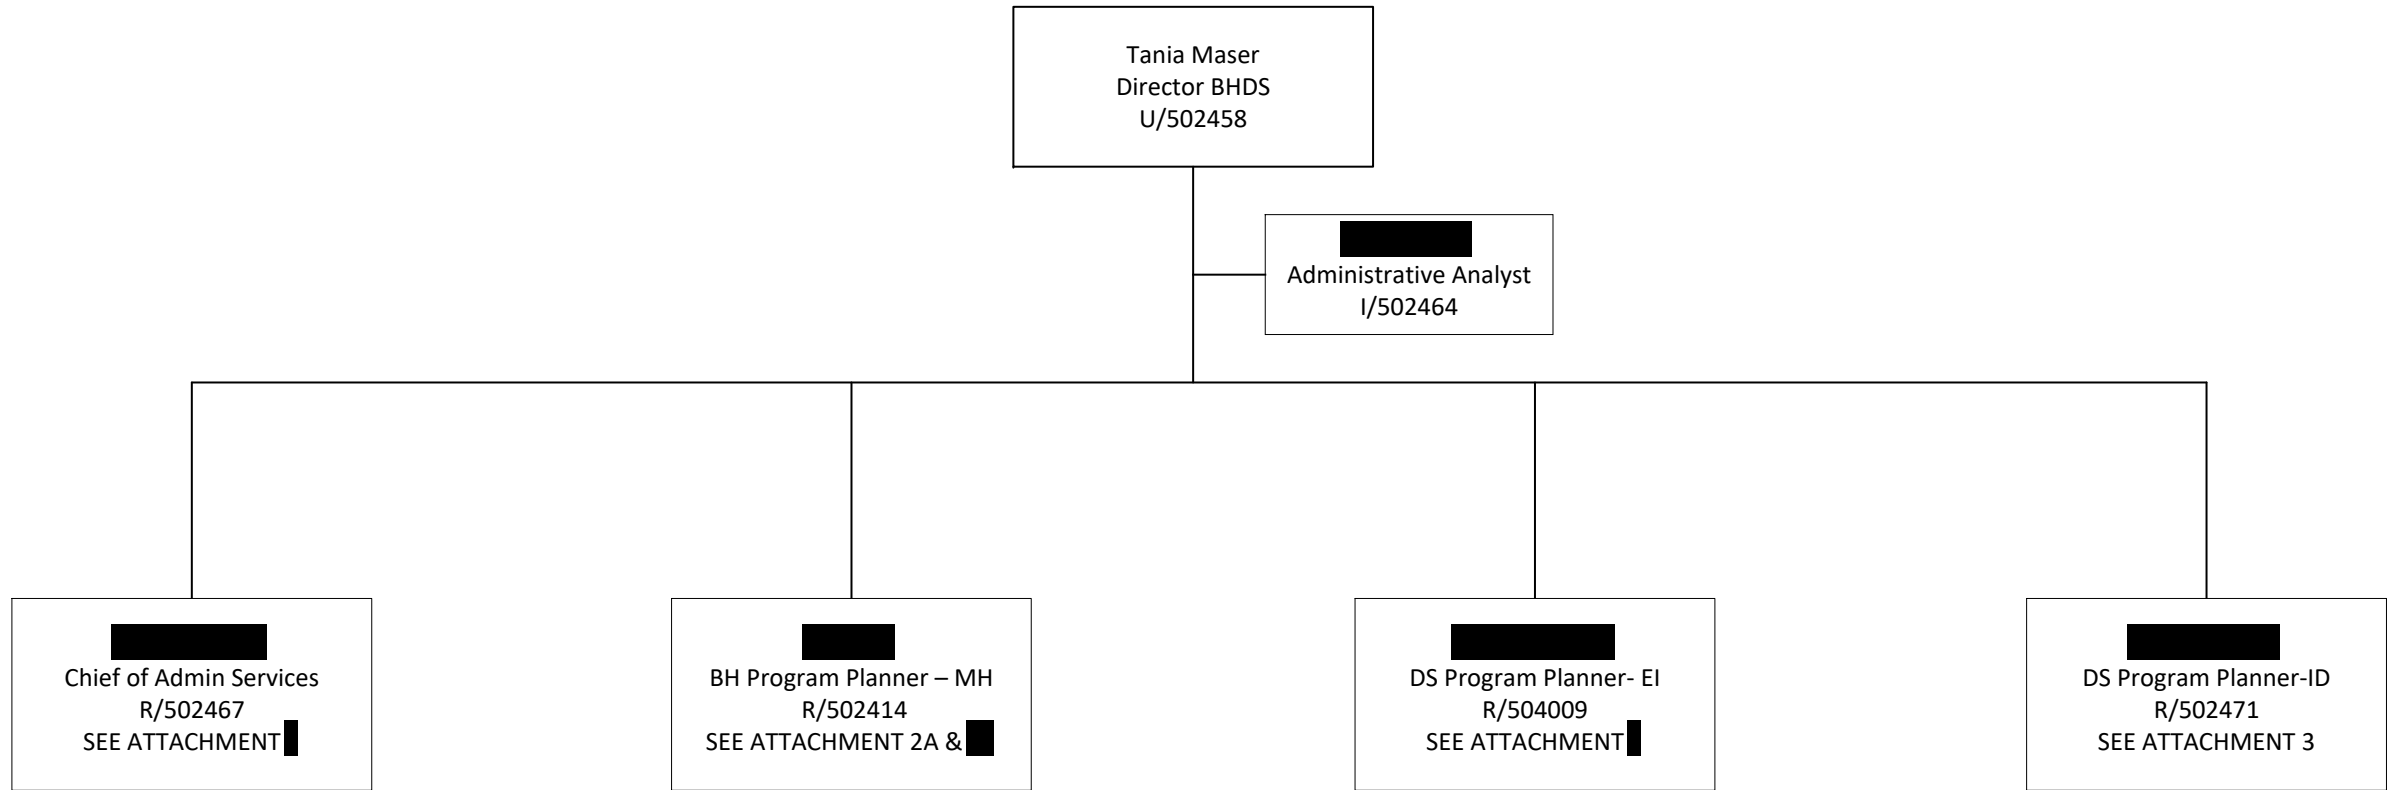 Tania Maser
Director BHDS
U/502458
Administrative Analyst
I/502464
Chief of Admin Services
R/502467
SEE ATTACHMENT
BH Program Planner – MH
R/502414
SEE ATTACHMENT 2A &
DS Program Planner- EI
R/504009
SEE ATTACHMENT
DS Program Planner-ID
R/502471
SEE ATTACHMENT 3